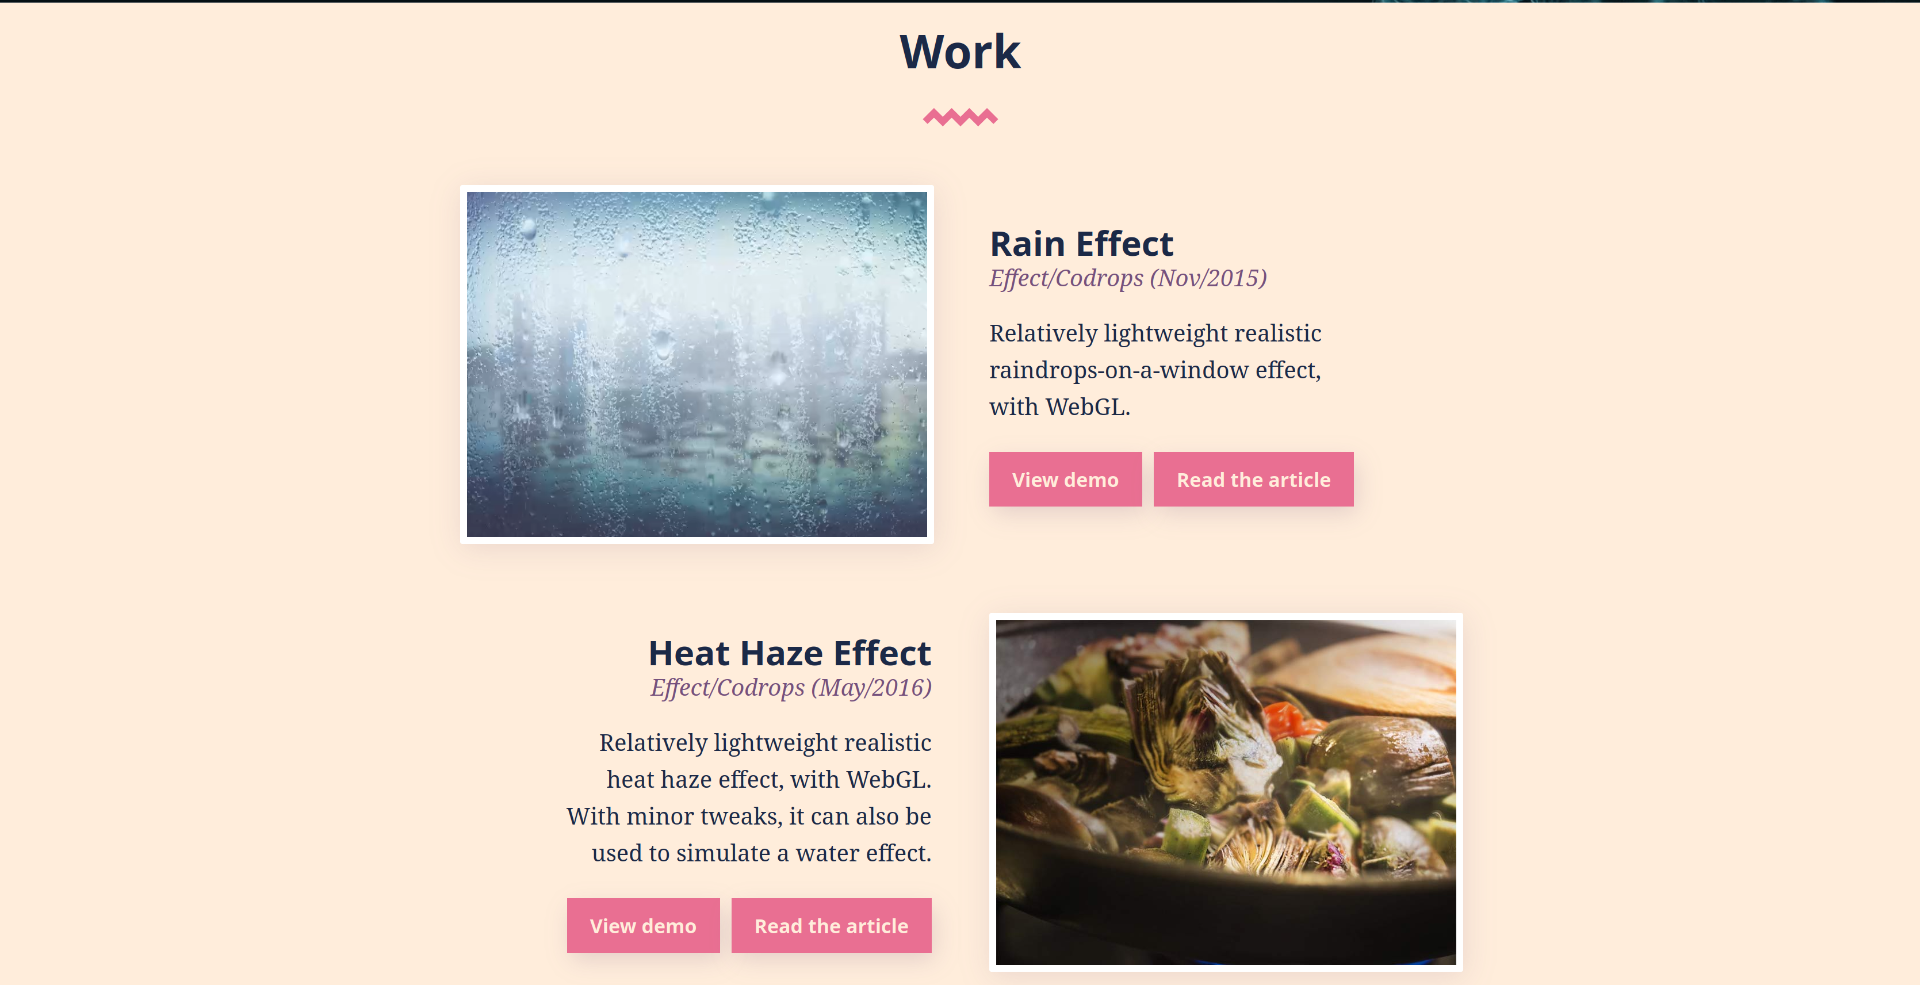 Work
Rain Effect
Effect/Codrops (Nov/2015)
Relatively lightweight realistic
raindrops-on-a-window effect,
with WebGL.
View demo
Read the article
Heat Haze Effect
Effect/Codrops (May/2016)
Relatively lightweight realistic
heat haze effect, with WebGL.
With minor tweaks, it can also be
used to simulate a water effect.
View demo
Read the article